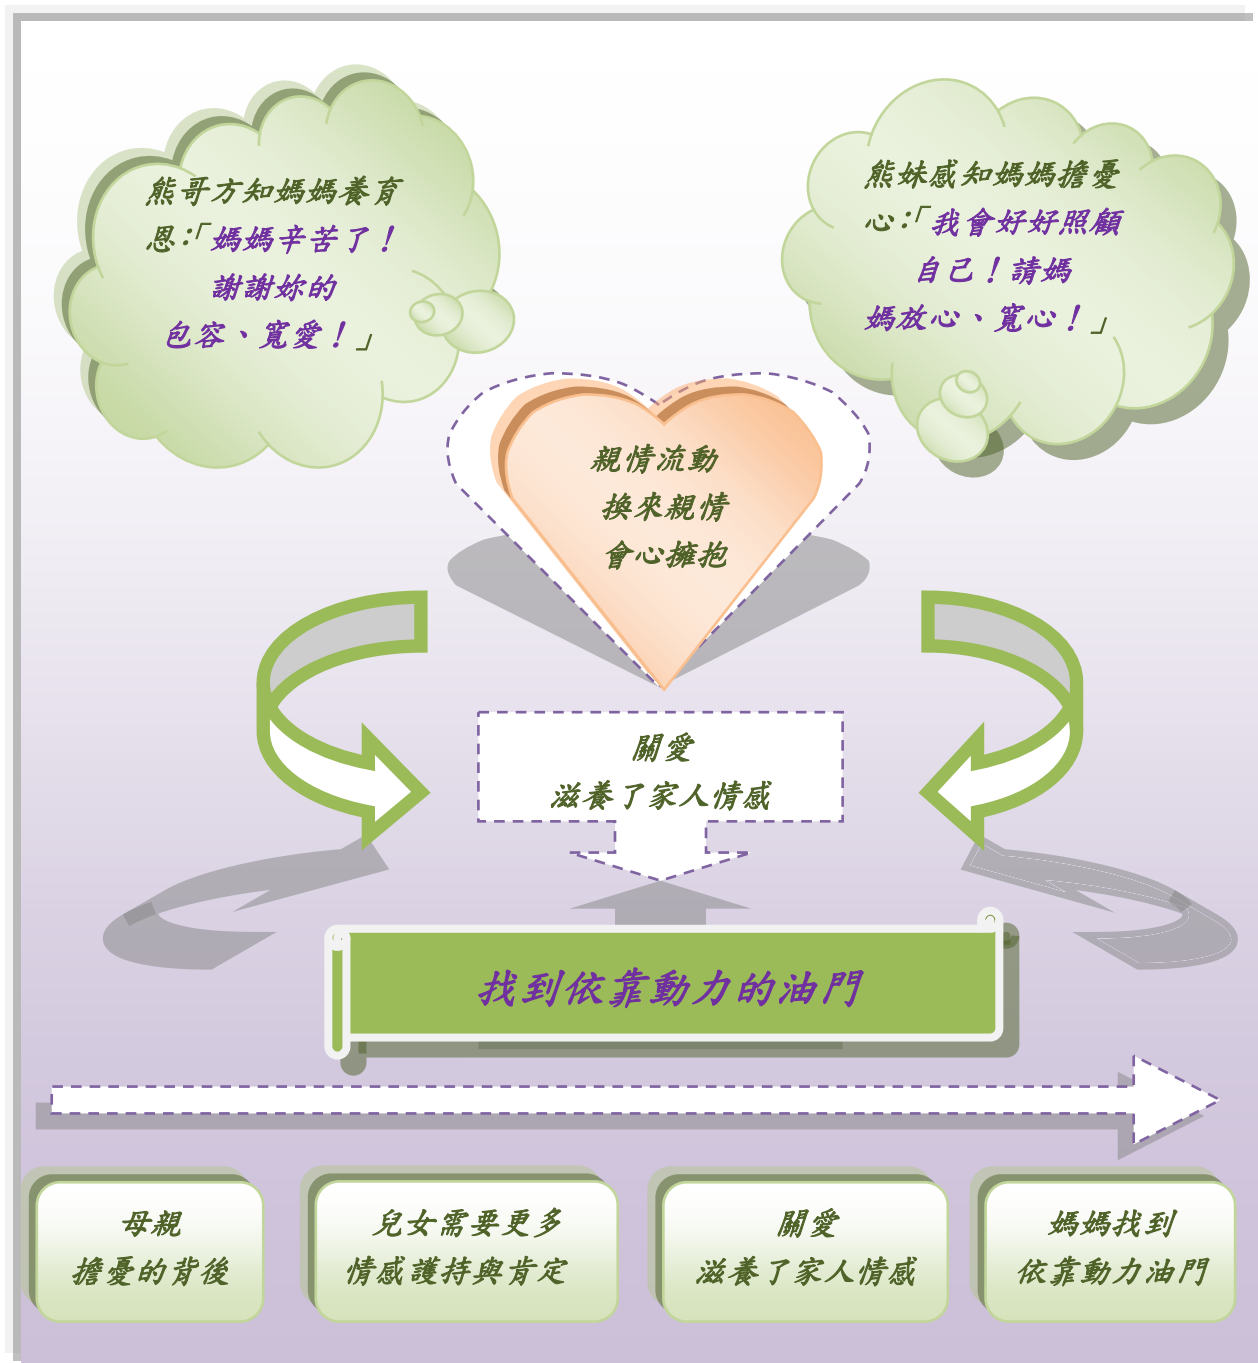 熊哥方知媽媽養育
恩：「媽媽辛苦了！
謝謝妳的
包容、寬愛！」
熊妹感知媽媽擔憂
心：「我會好好照顧
自己！請媽
媽放心、寬心！」
親情流動
換來親情
會心擁抱
關愛
滋養了家人情感
找到依靠動力的油門
母親
擔憂的背後
兒女需要更多
情感護持與肯定
關愛
滋養了家人情感
媽媽找到
依靠動力油門